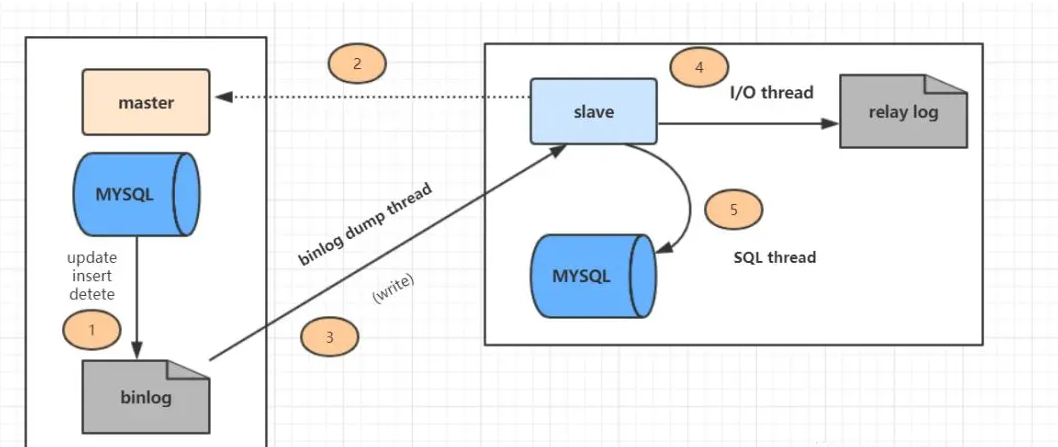 2
4
I/O thread
master
slave
relay log
MYSQL
binlog dump thread
5
update
insert
detete
SQL thread
MYSQL
(write)
1
3
binlog